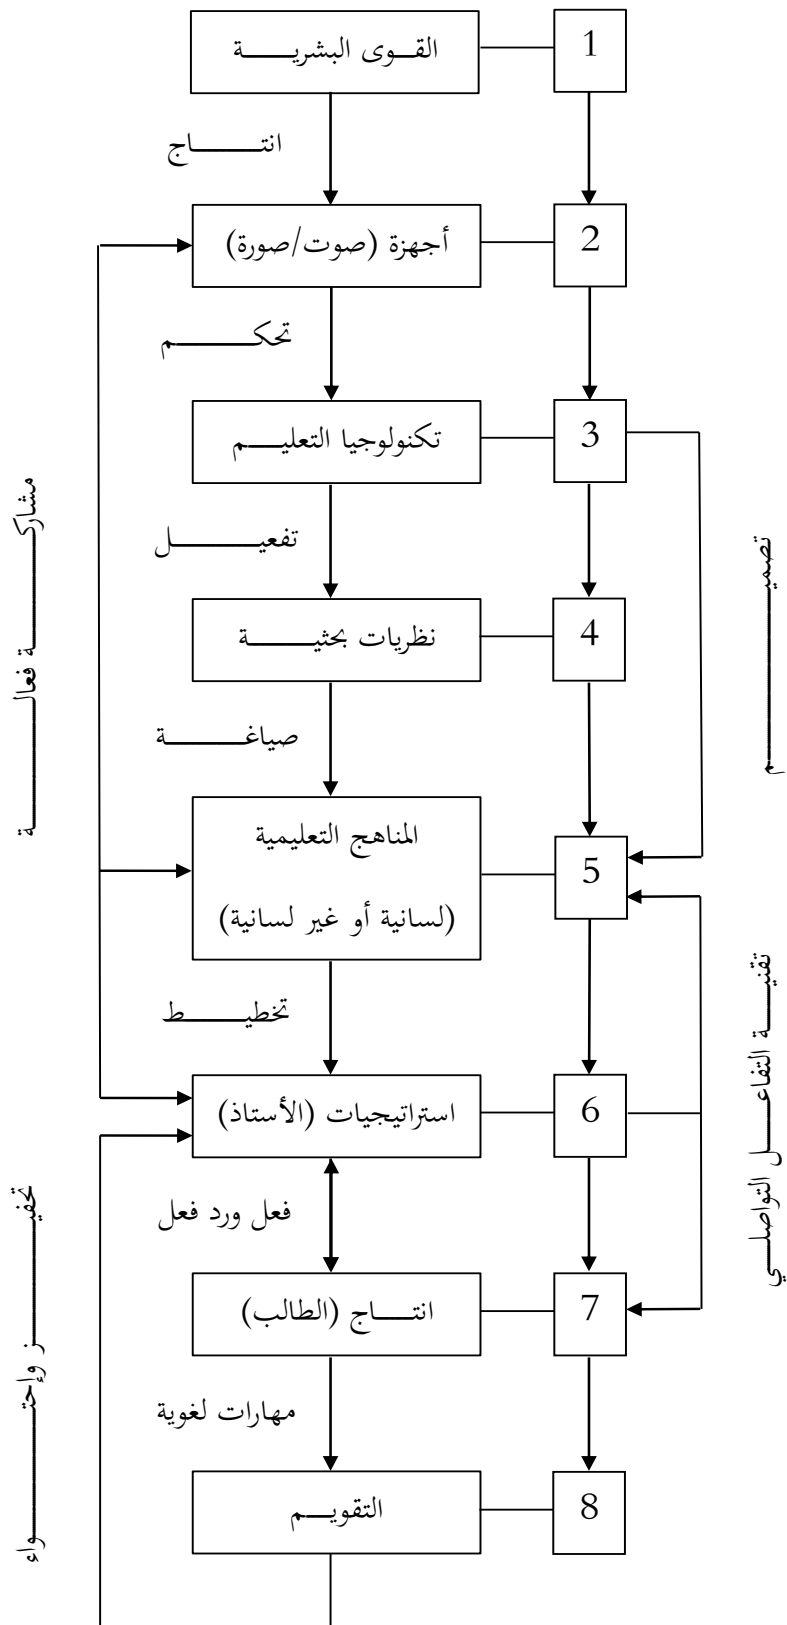 القوى البشرية
1
انتاج
أجهزة (صوت/صورة)
2
تحكم
تكنولوجيا التعليم
3
تفعيل
نظريات بحثية
4
صياغة
المناهج التعليمية
(لسانية أو غير لسانية)
5
تخطيط
استراتيجيات (الأستاذ)
6
فعل ورد فعل
انتاج (الطالب)
7
مهارات لغوية
التقويم
8
مشاركة فعالة
تحفيز وإحتواء
تصميم
تقنية التفاعل التواصلي